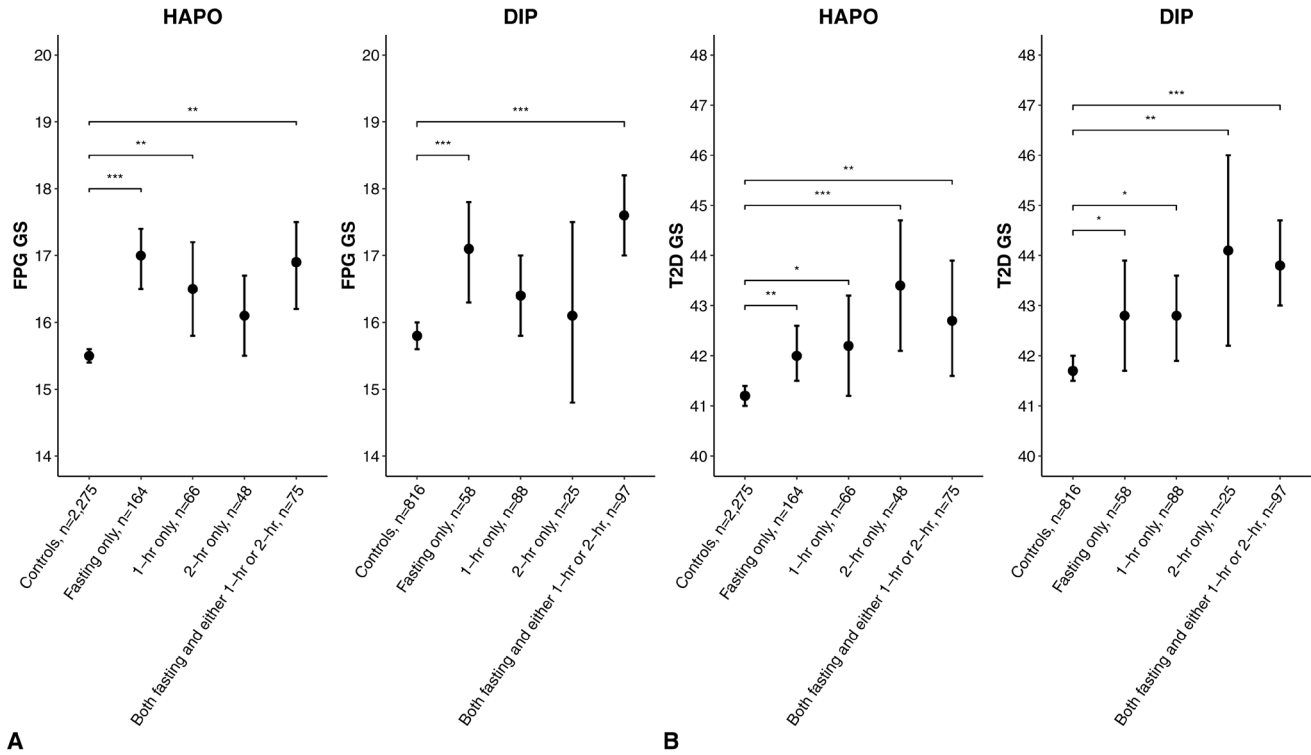 HAPO
20
19
18
17
16
15
14
FPG GS
**
**
***
Controls, n=2,275
Fasting only, n=164
1−hr only, n=66
2−hr only, n=48
Both fasting and either 1−hr or 2−hr, n=75
DIP
20
19
18
17
16
15
14
FPG GS
***
***
Controls, n=816
Fasting only, n=58
1−hr only, n=88
2−hr only, n=25
Both fasting and either 1−hr or 2−hr, n=97
A
HAPO
48
47
46
45
44
43
42
41
40
T2D GS
**
***
*
**
Controls, n=2,275
Fasting only, n=164
1−hr only, n=66
2−hr only, n=48
Both fasting and either 1−hr or 2−hr, n=75
DIP
48
47
46
45
44
43
42
41
40
T2D GS
***
**
*
*
Controls, n=816
Fasting only, n=58
1−hr only, n=88
2−hr only, n=25
Both fasting and either 1−hr or 2−hr, n=97
B